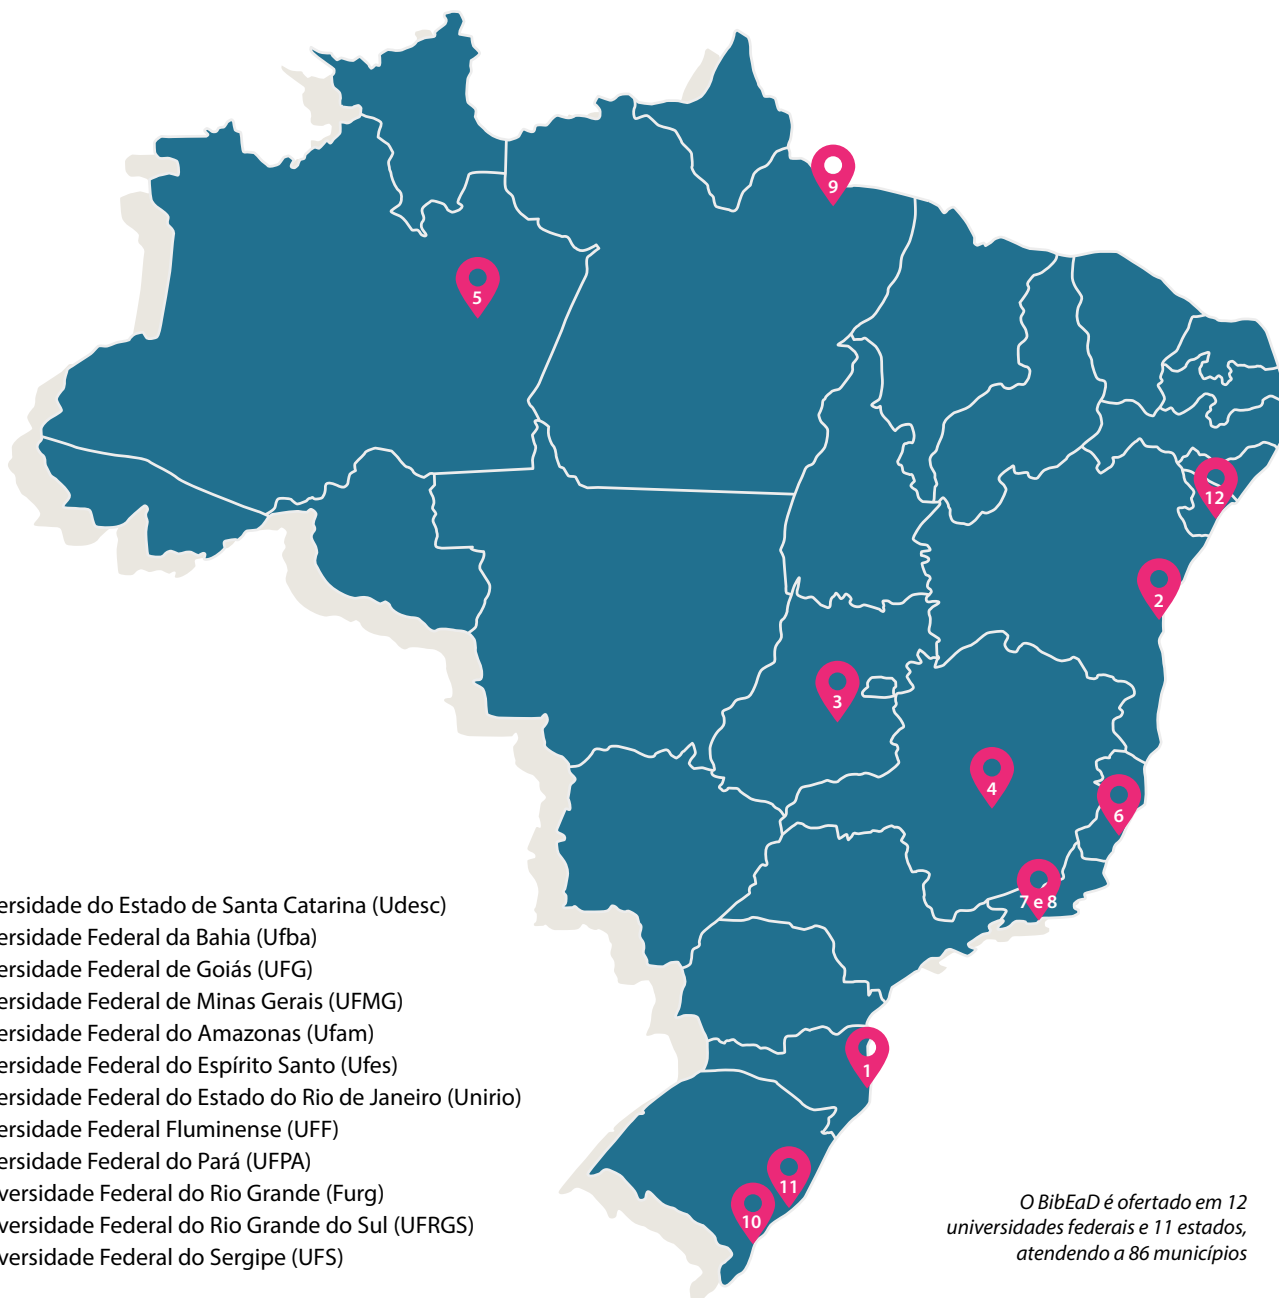 9
5
12
2
3
4
6
7 e 8
1
11
10
ersidade do Estado de Santa Catarina (Udesc)
ersidade Federal da Bahia (Ufba)
ersidade Federal de Goiás (UFG)
ersidade Federal de Minas Gerais (UFMG)
ersidade Federal do Amazonas (Ufam)
ersidade Federal do Espírito Santo (Ufes)
ersidade Federal do Estado do Rio de Janeiro (Unirio)
ersidade Federal Fluminense (UFF)
ersidade Federal do Pará (UFPA)
versidade Federal do Rio Grande (Furg)
versidade Federal do Rio Grande do Sul (UFRGS)
versidade Federal do Sergipe (UFS)
O BibEaD é ofertado em 12
universidades federais e 11 estados,
atendendo a 86 municípios